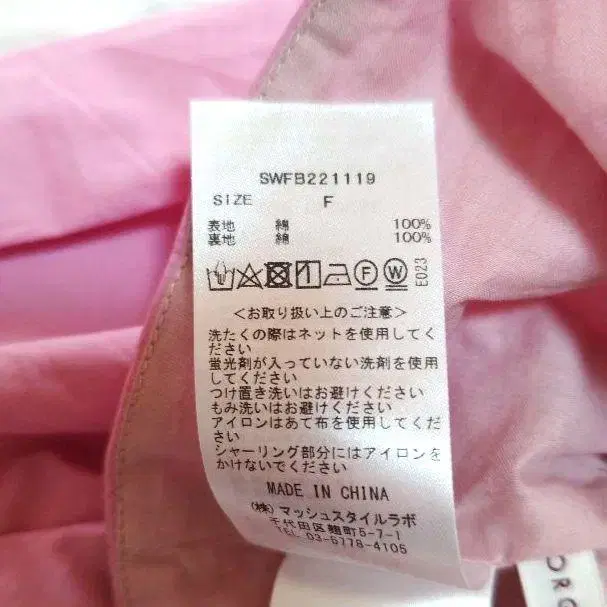 SWFB221119
SIZE F
表地 綿 100%
裏地 綿 100%
F W
E023
<お取り扱い上のご注意>
洗たくの際はネットを使用してく
ださい
蛍光剤が入っていない洗剤を使用
してください
つけ置き洗いはお避けください
もみ洗いはお避けください
アイロンはあて布を使用してくだ
さい
シャーリング部分にはアイロンを
かけないでください
MADE IN CHINA
(株)マッシュスタイルラボ
千代田区麹町5-7-1
TEL 03-6778-4105